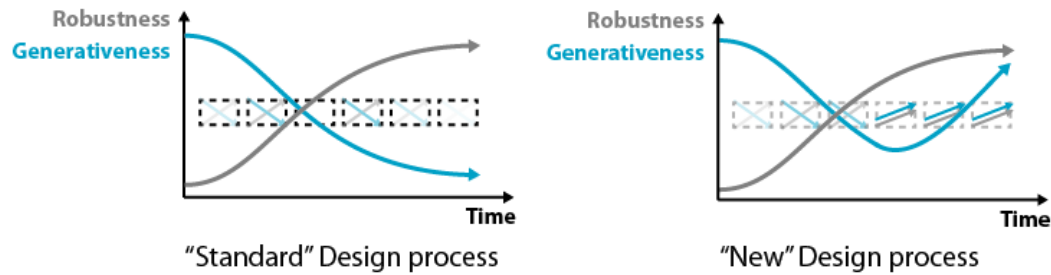 Robustness
Generativeness
Time
“Standard” Design process
Robustness
Generativeness
Time
“New” Design process